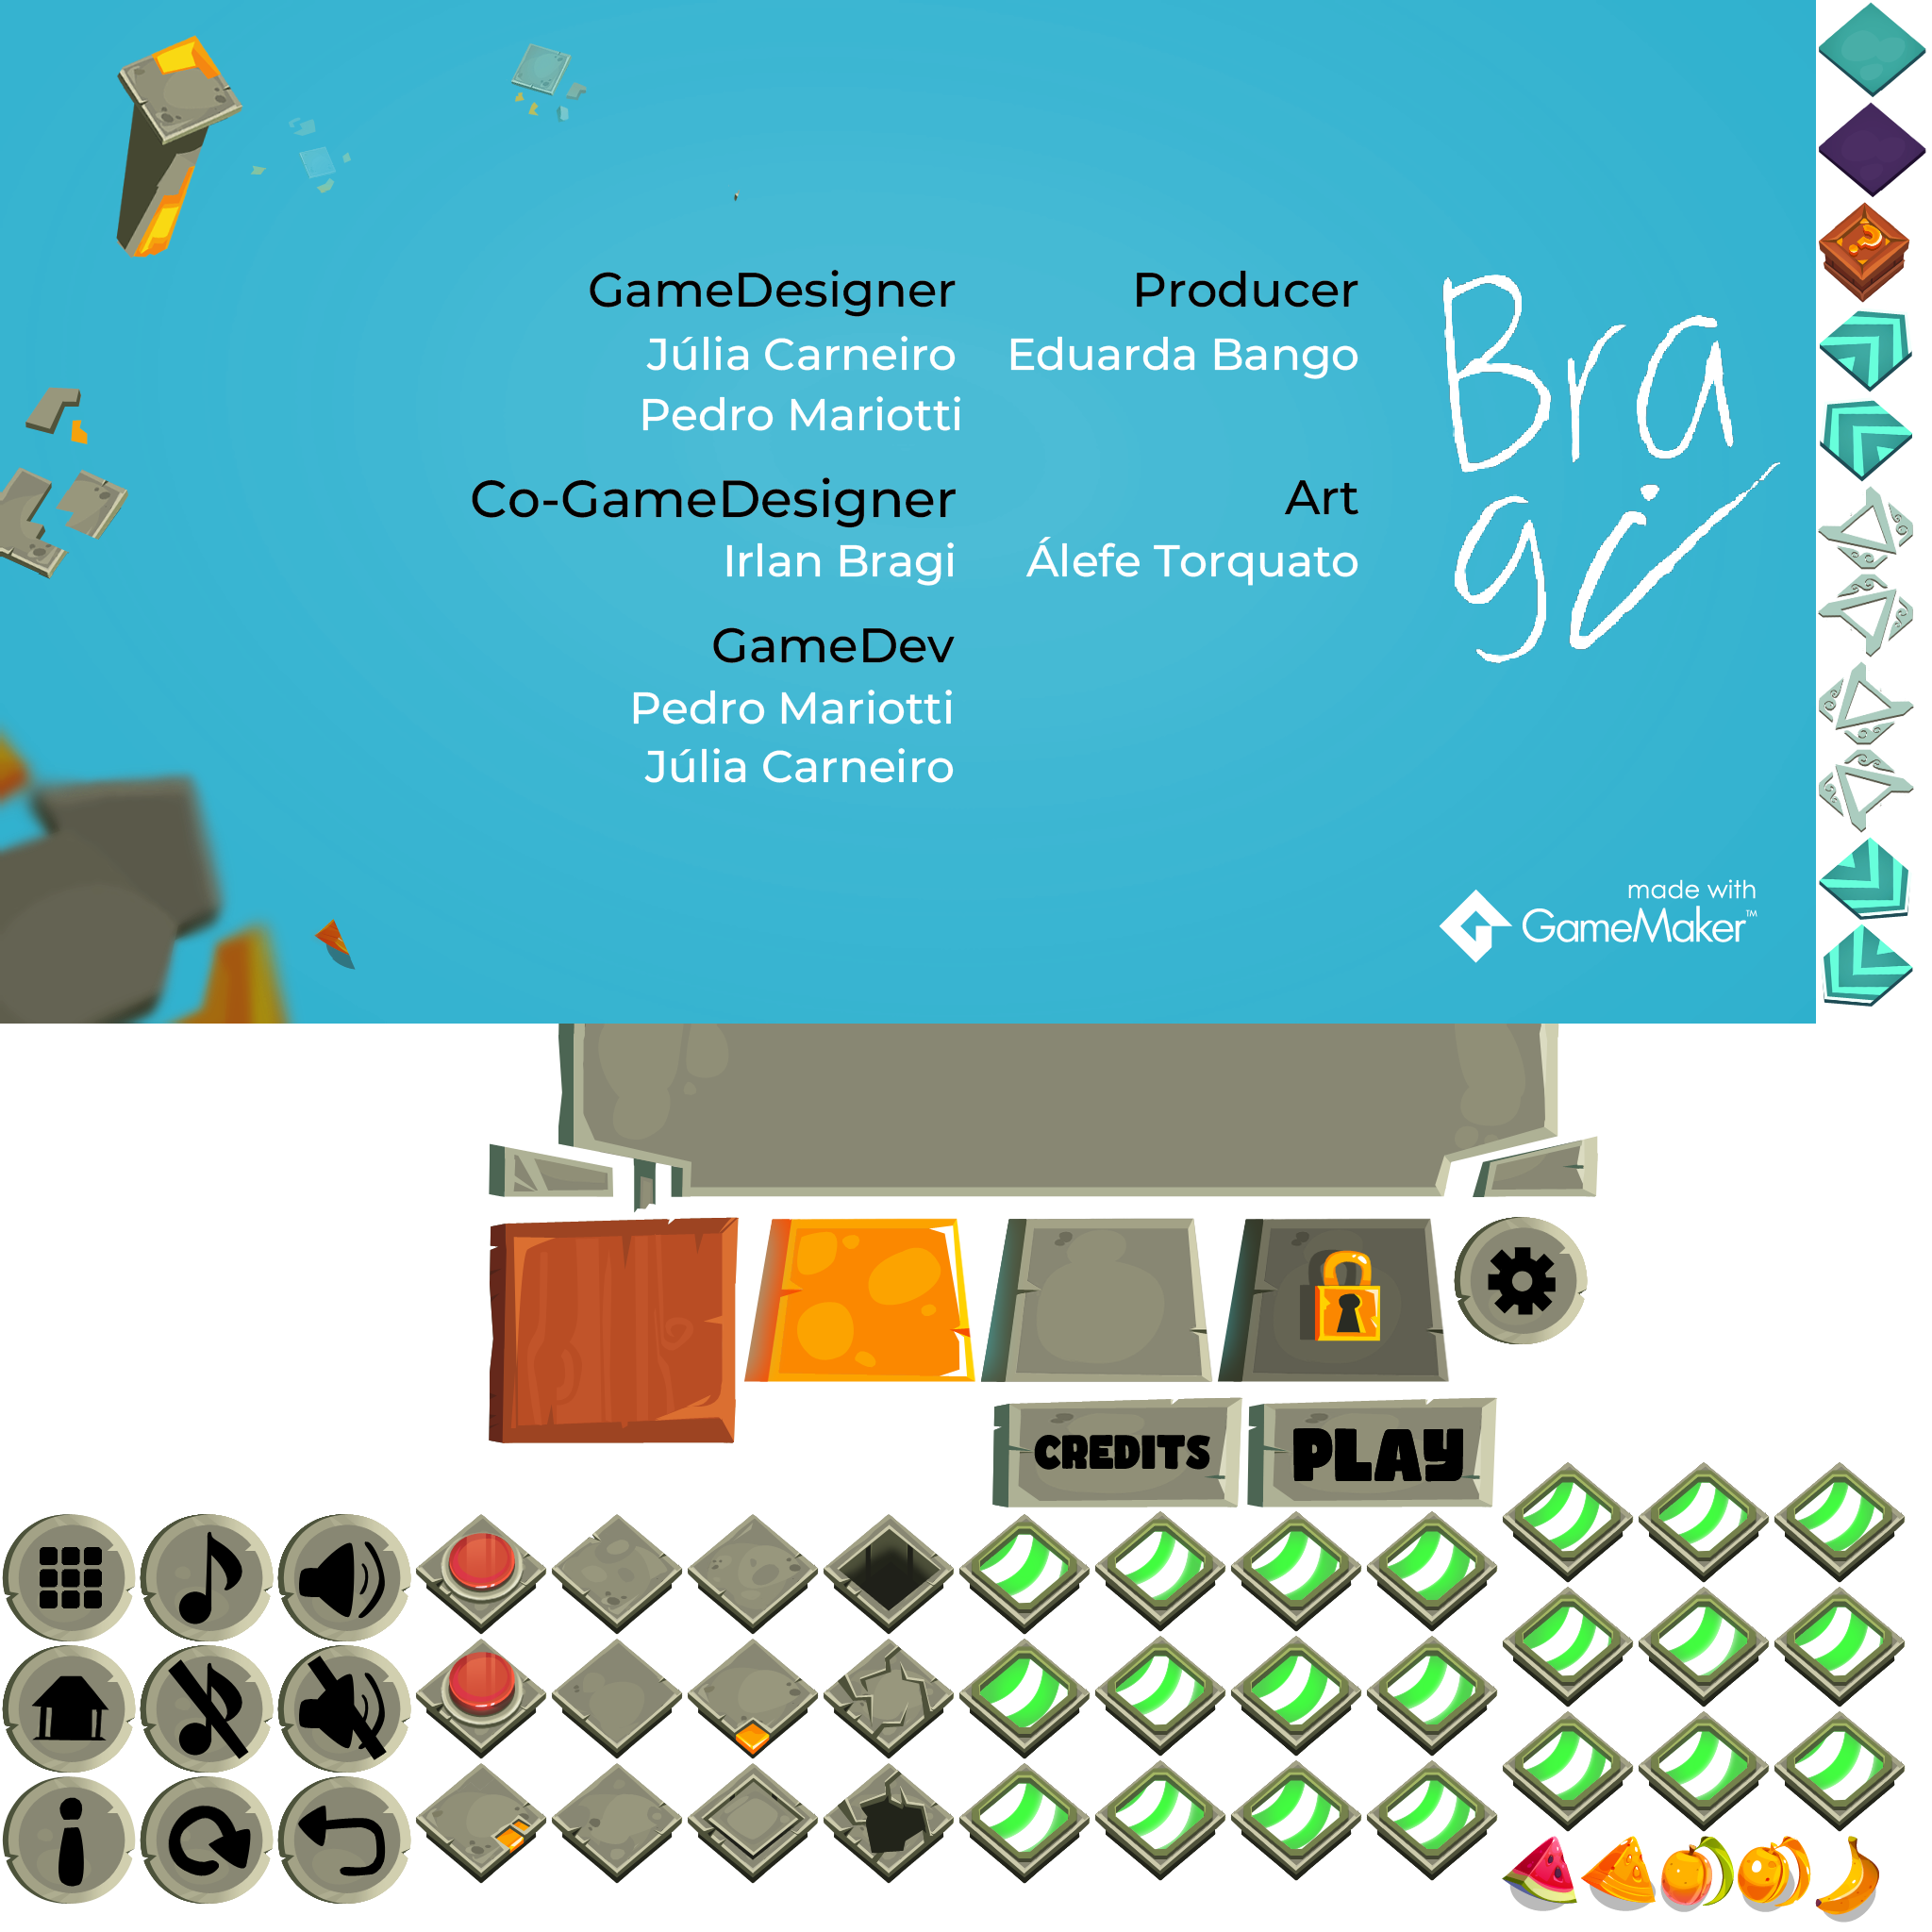 GameDesigner
Júlia Carneiro
Pedro Mariotti
Co-GameDesigner
Irlan Bragi
GameDev
Pedro Mariotti
Júlia Carneiro
Producer
Eduarda Bango
Art
Álefe Torquato
Bra
gi
made with
GameMaker™
?
CREDITS
PLAY